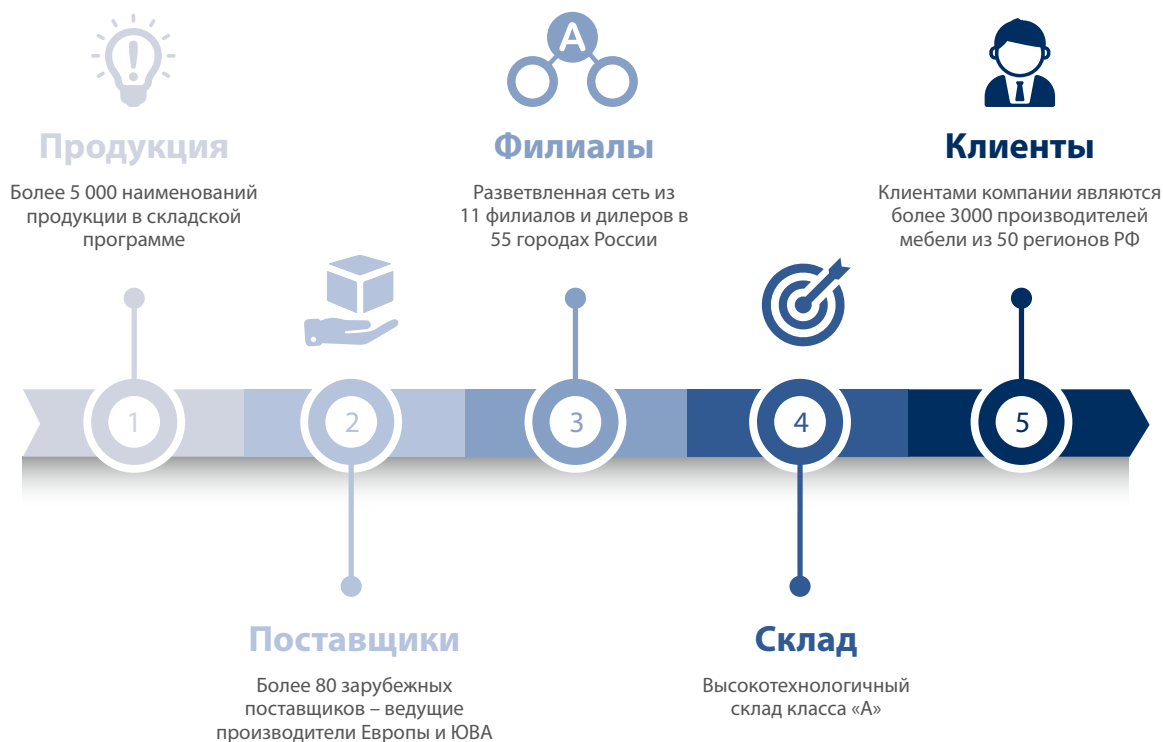 A
Продукция
Более 5 000 наименований
продукции в складской
программе
Филиалы
Разветвленная сеть из
11 филиалов и дилеров в
55 городах России
Клиенты
Клиентами компании являются
более 3000 производителей
мебели из 50 регионов РФ
1
2
3
4
5
Поставщики
Более 80 зарубежных
поставщиков – ведущие
производители Европы и ЮВА
Склад
Высокотехнологичный
склад класса «А»